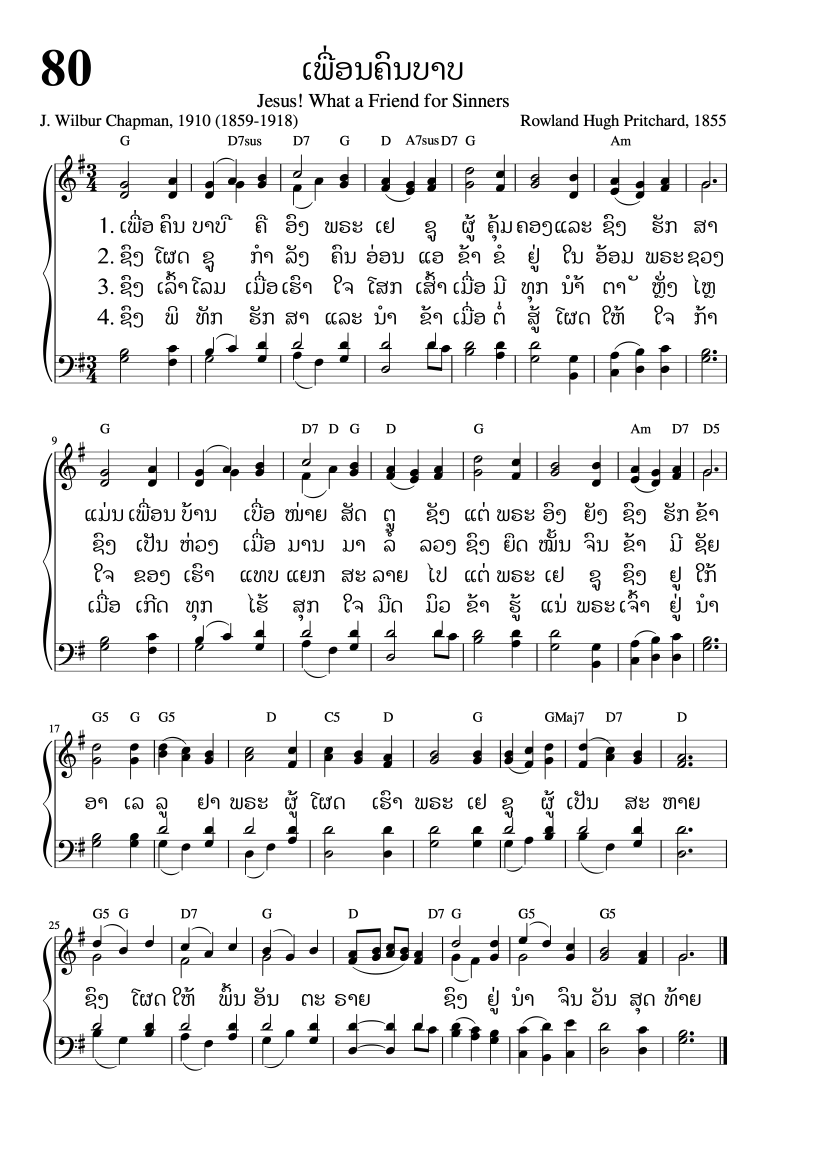 80
ເພື່ອນຄົນບາບ
Jesus! What a Friend for Sinners
J. Wilbur Chapman, 1910 (1859-1918) Rowland Hugh Pritchard, 1855
G D7sus D7 G D A7sus D7 G Am
1. ເພື່ອ ຄົນ ບາບ ື ຄື ອົງ ພຣະ ເຢ ຊູ ຜູ້ ຄຸ້ມ ຄອງ ແລະ ຊົງ ຮັກ ສາ
2. ຊົງ ໂຜດ ຊູ ກຳ ລັງ ຄົນ ອ່ອນ ແອ ຂ້າ ຂໍ ຢູ່ ໃນ ອ້ອມ ພຣະ ຊວງ
3. ຊົງ ເລົ້າ ໂລມ ເມື່ອ ເຮົາ ໃຈ ໂສກ ເສົ້າ ເມື່ອ ມີ ທຸກ ນ້ຳ ຕາ ັ ຫຼັ່ງ ໄຫຼ
4. ຊົງ ພິ ທັກ ຮັກ ສາ ແລະ ນຳ ຂ້າ ເມື່ອ ຕໍ່ ສູ້ ໂຜດ ໃຫ້ ໃຈ ກ້າ
9 G D7 D G D G Am D7 D5
ແມ່ນ ເພື່ອນ ບ້ານ ເບື່ອ ໜ່າຍ ສັດ ຕູ ຊັງ ແຕ່ ພຣະ ອົງ ຍັງ ຊົງ ຮັກ ຂ້າ
ຊົງ ເປັນ ຫ່ວງ ເມື່ອ ມານ ມາ ລໍ້ ລວງ ຊົງ ຍຶດ ໝັ້ນ ຈົນ ຂ້າ ມີ ຊັຍ
ໃຈ ຂອງ ເຮົາ ແທບ ແຍກ ສະ ລາຍ ໄປ ແຕ່ ພຣະ ເຢ ຊູ ຊົງ ຢູ ໃກ້
ເມື່ອ ເກີດ ທຸກ ໄຮ້ ສຸກ ໃຈ ມືດ ມົວ ຂ້າ ຮູ້ ແນ່ ພຣະ ເຈົ້າ ຢູ່ ນຳ
17 G5 G G5 D C5 D G GMaj7 D7 D
ອາ ເລ ລູ ຢາ ພຣະ ຜູ້ ໂຜດ ເຮົາ ພຣະ ເຢ ຊູ ຜູ້ ເປັນ ສະ ຫາຍ
25 G5 G D7 G D D7 G G5 G5
ຊົງ ໂຜດ ໃຫ້ ພົ້ນ ອັນ ຕະ ຣາຍ ຊົງ ຢູ່ ນຳ ຈົນ ວັນ ສຸດ ທ້າຍ